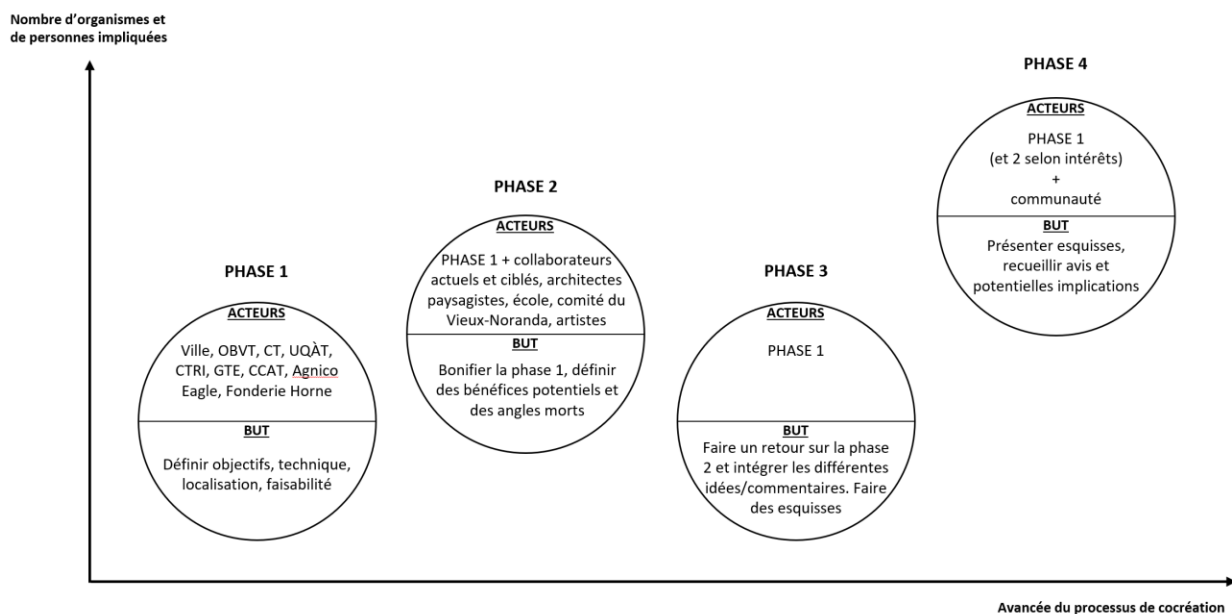 Nombre d'organismes et
de personnes impliquées
PHASE 1
ACTEURS
Ville, OBVT, CT, UQÀT,
CTRI, GTE, CCAT, Agnico
Eagle, Fonderie Horne
BUT
Définir objectifs, technique,
localisation, faisabilité
PHASE 2
ACTEURS
PHASE 1 + collaborateurs
actuels et ciblés, architectes
paysagistes, école, comité du
Vieux-Noranda, artistes
BUT
Bonifier la phase 1, définir
des bénéfices potentiels et
des angles morts
PHASE 3
ACTEURS
PHASE 1
BUT
Faire un retour sur la phase
2 et intégrer les différentes
idées/commentaires. Faire
des esquisses
PHASE 4
ACTEURS
PHASE 1
(et 2 selon intérêts)
+
communauté
BUT
Présenter esquisses,
recueillir avis et
potentielles implications
Avancée du processus de cocréation